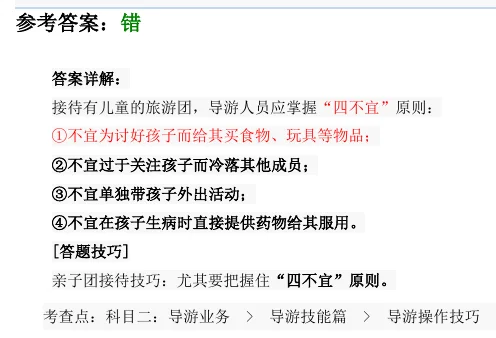 参考答案：错
答案详解：
接待有儿童的旅游团，导游人员应掌握“四不宜”原则：
①不宜为讨好孩子而给其买食物、玩具等物品；
②不宜过于关注孩子而冷落其他成员；
③不宜单独带孩子外出活动；
④不宜在孩子生病时直接提供药物给其服用。
[答题技巧]
亲子团接待技巧：尤其要把握住“四不宜”原则。
考查点：科目二：导游业务 > 导游技能篇 > 导游操作技巧